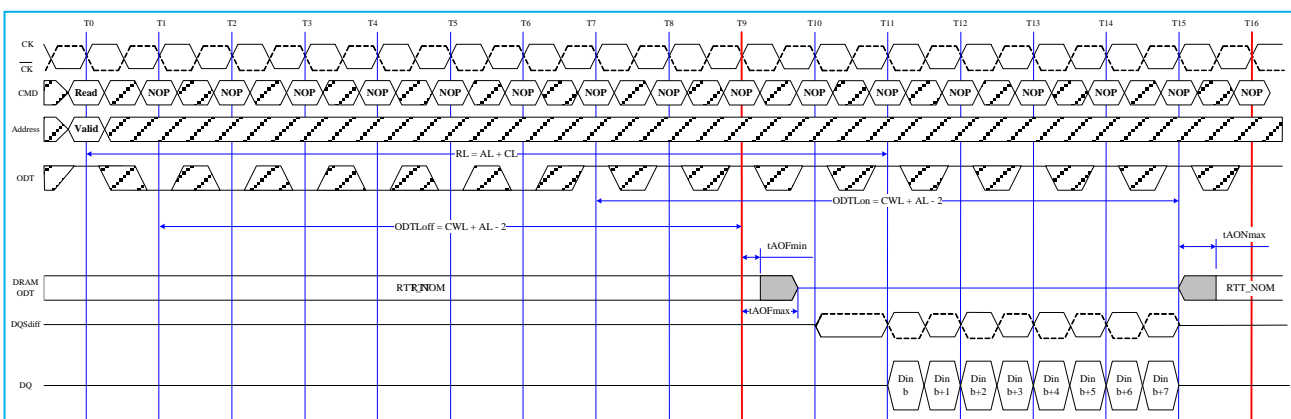 T0 T1 T2 T3 T4 T5 T6 T7 T8 T9 T10 T11 T12 T13 T14 T15 T16
CK
CK
CMD Read NOP NOP NOP NOP NOP NOP NOP NOP NOP NOP NOP NOP NOP NOP NOP NOP
Address Valid
RL = AL + CL
ODT
ODTLon = CWL + AL - 2
ODTLoff = CWL + AL - 2
tAOFmin tAONmax
DRAM
ODT
RTT_NOM RTT_NOM
tAOFmax
DQSdiff
DQ
Din Din Din Din Din Din Din Din
b b+1 b+2 b+3 b+4 b+5 b+6 b+7